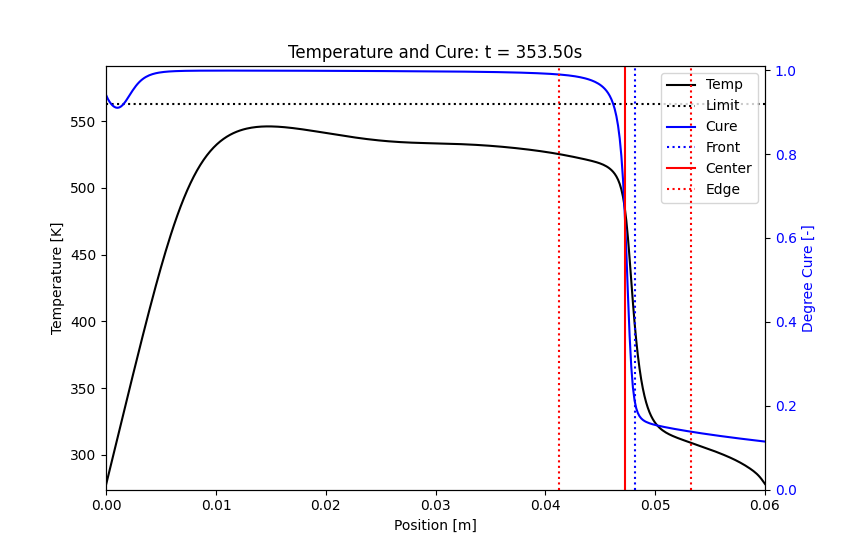 Temperature and Cure: t = 353.50s
Temp
Limit
Cure
Front
Center
Edge
Temperature [K]
550
500
450
400
350
300
Degree Cure [-]
1.0
0.8
0.6
0.4
0.2
0.0
0.00 0.01 0.02 0.03 0.04 0.05 0.06
Position [m]